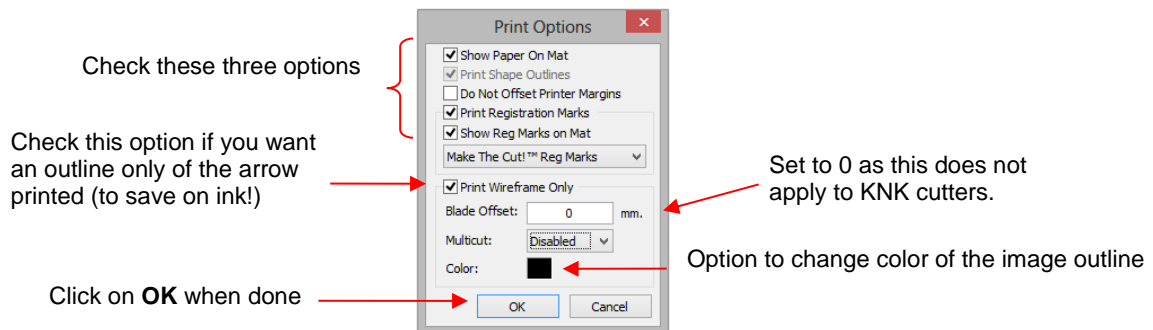 Print Options
Check these three options
Show Paper On Mat
Print Shape Outlines
Do Not Offset Printer Margins
Print Registration Marks
Show Reg Marks on Mat
Make The Cut!™ Reg Marks
Check this option if you want
an outline only of the arrow
printed (to save on ink!)
Print Wireframe Only
Blade Offset: 0 mm.
Set to 0 as this does not
apply to KNK cutters.
Multicut: Disabled
Color:
Option to change color of the image outline
Click on OK when done
OK Cancel